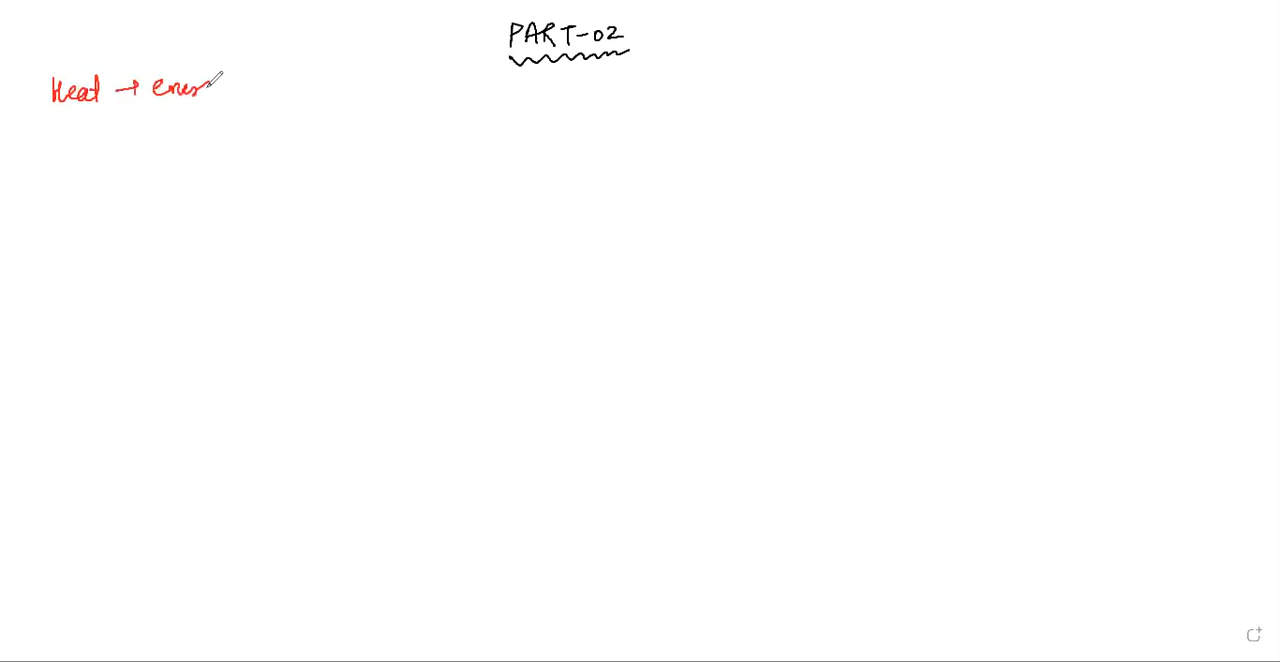 PART-02
Heat → ener